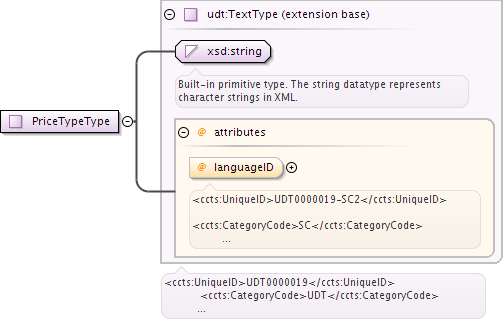 udt:TextType (extension base)
xsd:string
Built-in primitive type. The string datatype represents
character strings in XML.
PriceTypeType
@ attributes
languageID
<ccts:UniqueID>UDT0000019-SC2</ccts:UniqueID>
<ccts:CategoryCode>SC</ccts:CategoryCode>
...
<ccts:UniqueID>UDT0000019</ccts:UniqueID>
<ccts:CategoryCode>UDT</ccts:CategoryCode>
...